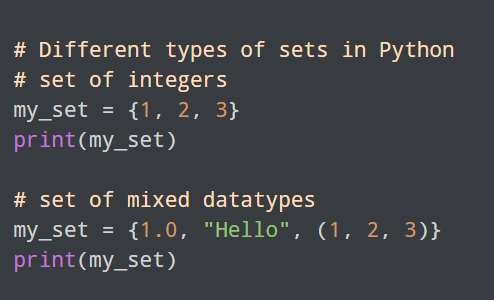 # Different types of sets in Python
# set of integers
my_set = {1, 2, 3}
print(my_set)
# set of mixed datatypes
my_set = {1.0, "Hello", (1, 2, 3)}
print(my_set)